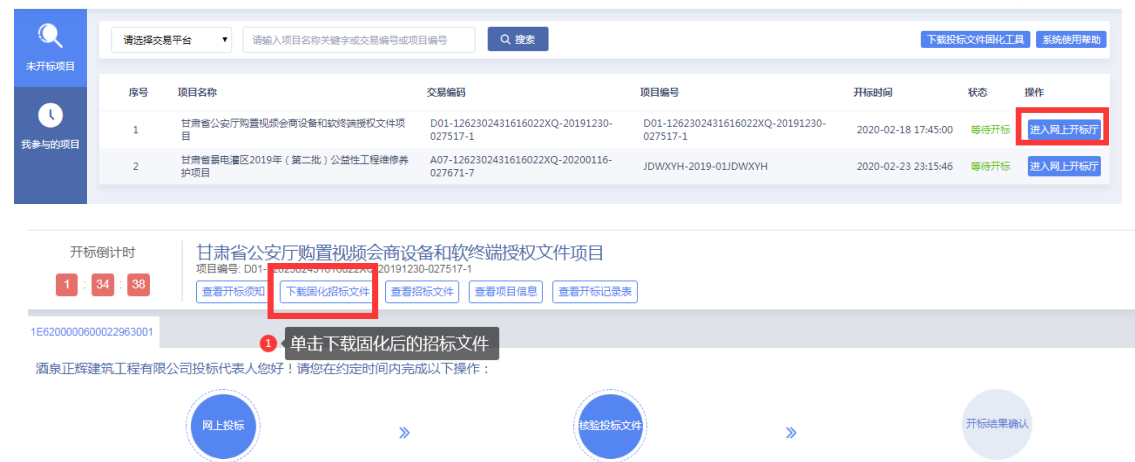 请选择交易平台
请输入项目名称关键字或交易编号或项目编号
搜索
下载投标文件固化工具
系统使用帮助
未开标项目
我参与的项目
序号 项目名称 交易编码 项目编号 开标时间 状态 操作
1 甘肃省公安厅购置视频会商设备和软终端授权文件项目 D01-1262302431616022XQ-20191230-027517-1 D01-1262302431616022XQ-20191230-027517-1 2020-02-18 17:45:00 等待开标 进入网上开标厅
2 甘肃省景电灌区2019年（第二批）公益性工程维修养护项目 A07-1262302431616022XQ-20200116-027671-7 JDWXYH-2019-01JDWXYH 2020-02-23 23:15:46 等待开标 进入网上开标厅
开标倒计时
1 : 34 : 38
甘肃省公安厅购置视频会商设备和软终端授权文件项目
项目编号: D01-1262302431616022XQ-20191230-027517-1
查看开标须知 下载固化招标文件 查看招标文件 查看项目信息 查看开标记录表
1E6200000600022963001
1 单击下载固化后的招标文件
酒泉正辉建筑工程有限公司投标代表人您好！请您在约定时间内完成以下操作：
网上投标 » 核验投标文件 » 开标结果确认